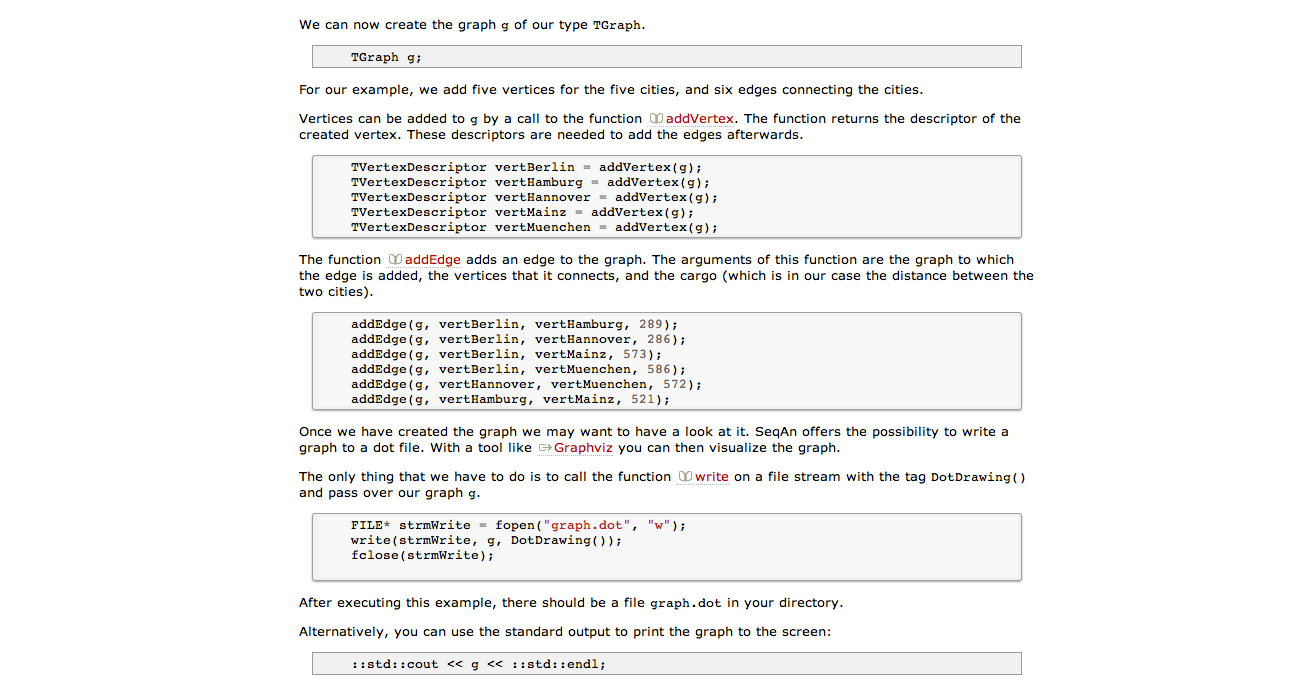 We can now create the graph g of our type TGraph.
TGraph g;
For our example, we add five vertices for the five cities, and six edges connecting the cities.
Vertices can be added to g by a call to the function addVertex. The function returns the descriptor of the
created vertex. These descriptors are needed to add the edges afterwards.
TVertexDescriptor vertBerlin = addVertex(g);
TVertexDescriptor vertHamburg = addVertex(g);
TVertexDescriptor vertHannover = addVertex(g);
TVertexDescriptor vertMainz = addVertex(g);
TVertexDescriptor vertMuenchen = addVertex(g);
The function addEdge adds an edge to the graph. The arguments of this function are the graph to which
the edge is added, the vertices that it connects, and the cargo (which is in our case the distance between the
two cities).
addEdge(g, vertBerlin, vertHamburg, 289);
addEdge(g, vertBerlin, vertHannover, 286);
addEdge(g, vertBerlin, vertMainz, 573);
addEdge(g, vertBerlin, vertMuenchen, 586);
addEdge(g, vertHannover, vertMuenchen, 572);
addEdge(g, vertHamburg, vertMainz, 521);
Once we have created the graph we may want to have a look at it. SeqAn offers the possibility to write a
graph to a dot file. With a tool like Graphviz you can then visualize the graph.
The only thing that we have to do is to call the function write on a file stream with the tag DotDrawing()
and pass over our graph g.
FILE* strmWrite = fopen("graph.dot", "w");
write(strmWrite, g, DotDrawing());
fclose(strmWrite);
After executing this example, there should be a file graph.dot in your directory.
Alternatively, you can use the standard output to print the graph to the screen:
::std::cout << g << ::std::endl;